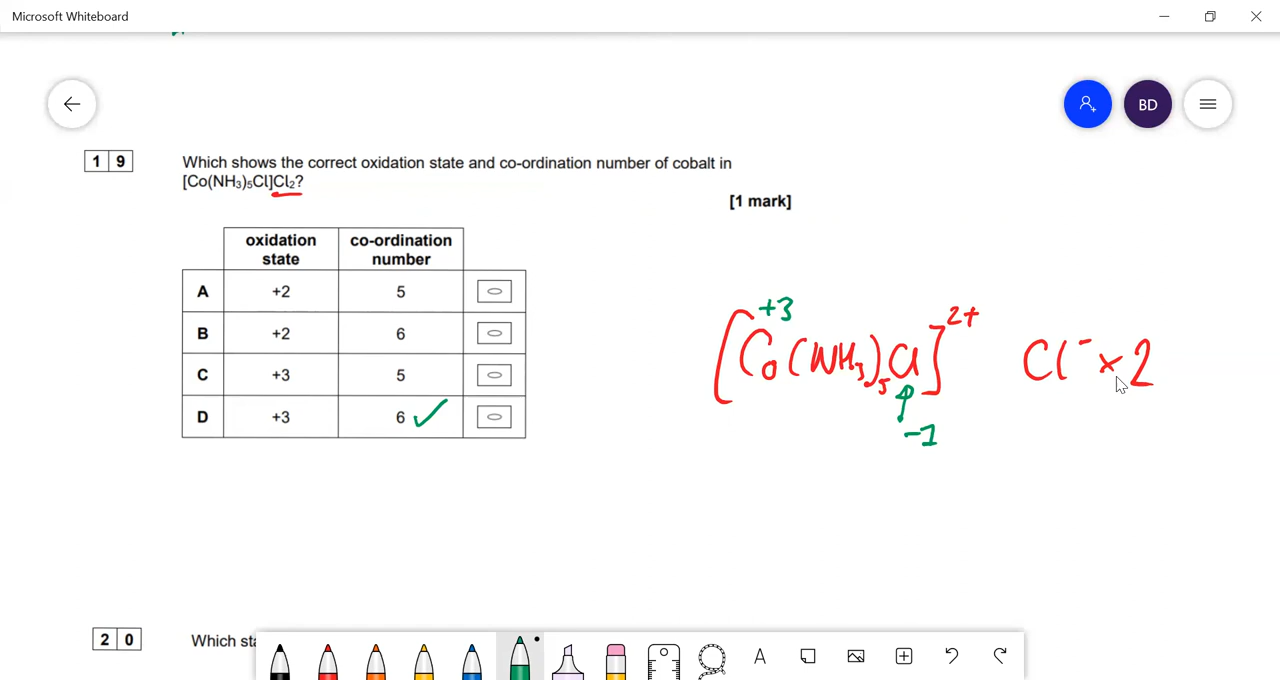 Microsoft Whiteboard
BD
1 9
Which shows the correct oxidation state and co-ordination number of cobalt in
[Co(NH₃)₅Cl]Cl₂?
[1 mark]
oxidation state
co-ordination number
A +2 5
B +2 6
C +3 5
D +3 6 ✓
+3
[Co(NH₃)₅Cl]²⁺ Cl⁻ × 2
-1
2 0
Which sta
A